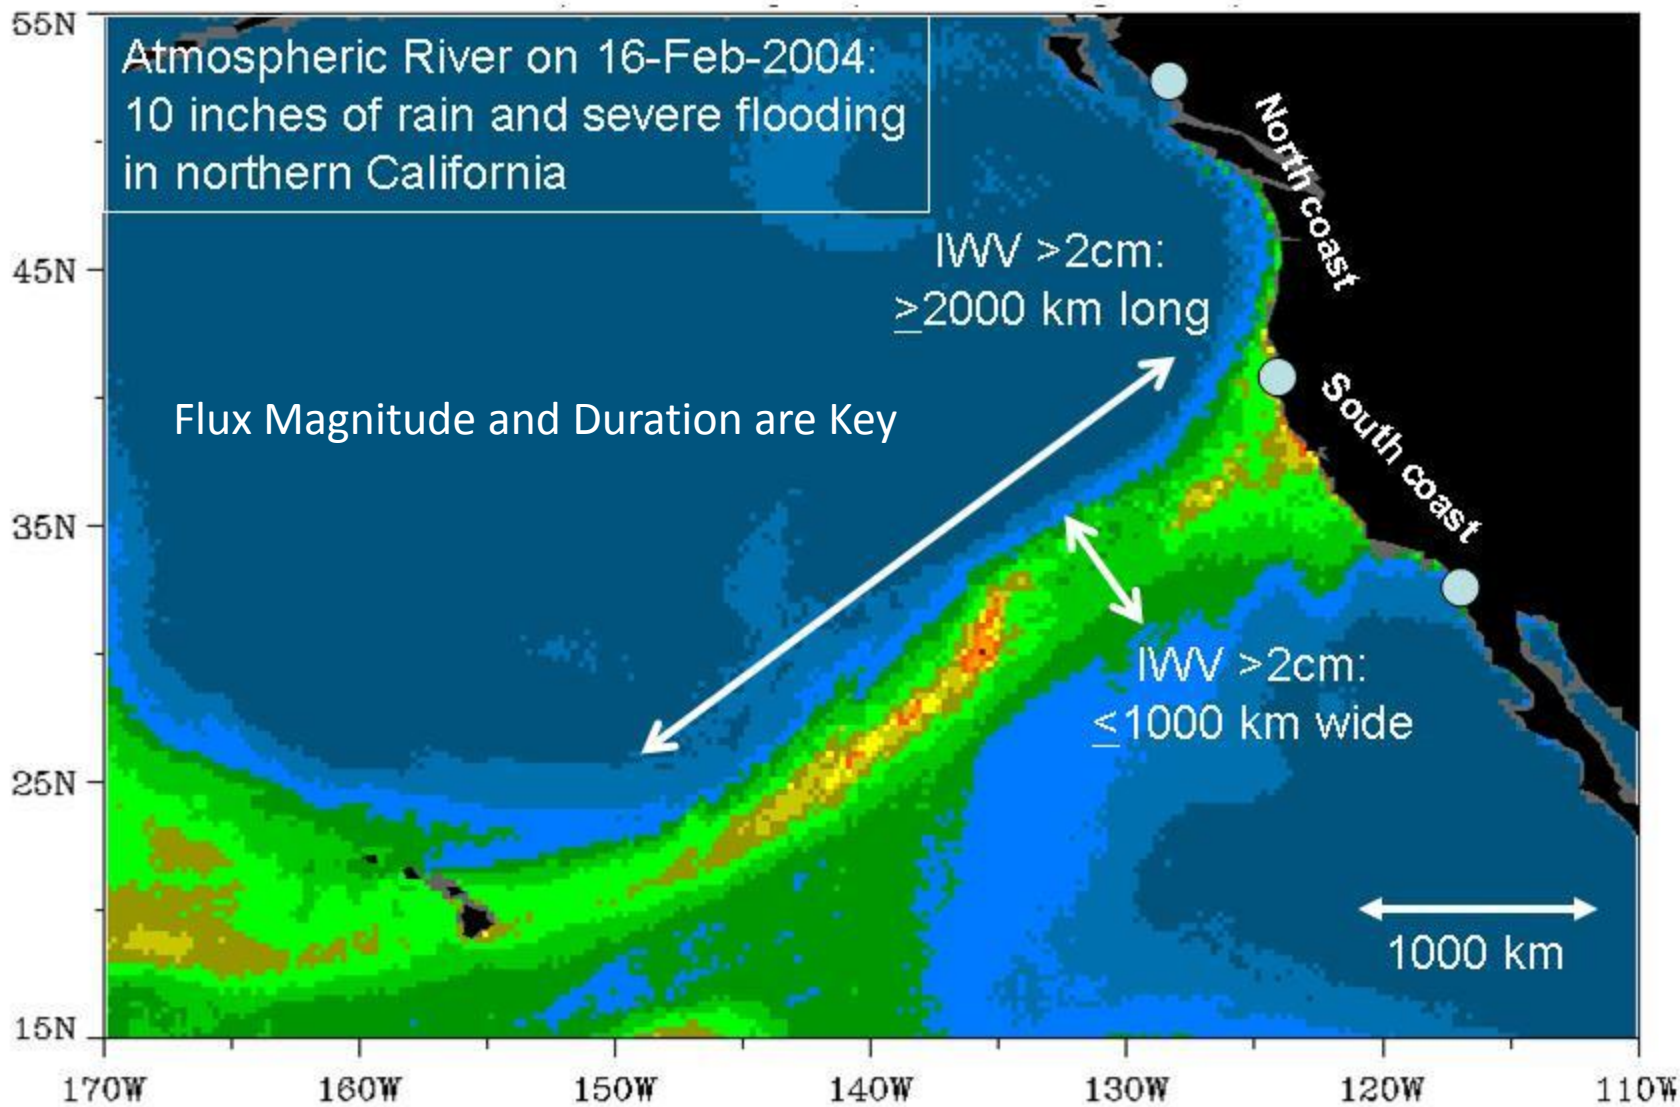 55N
Atmospheric River on 16-Feb-2004:
10 inches of rain and severe flooding
in northern California
North coast
IWV >2cm:
≥2000 km long
45N
Flux Magnitude and Duration are Key
South coast
35N
IWV >2cm:
≤1000 km wide
25N
1000 km
15N
170W 160W 150W 140W 130W 120W 110W